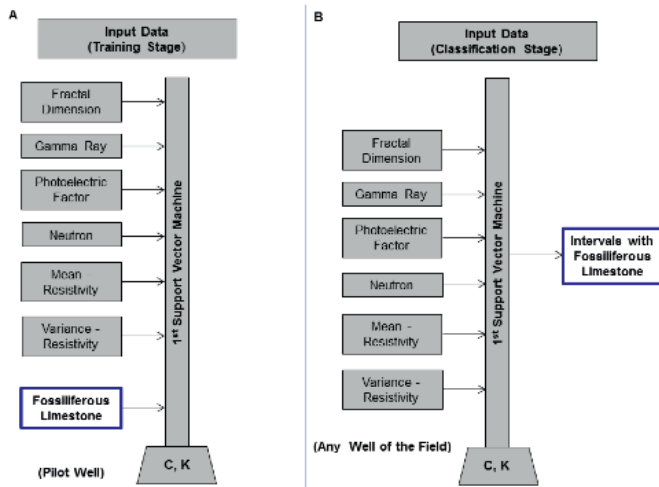 A
Input Data
(Training Stage)
Fractal
Dimension
Gamma Ray
Photoelectric
Factor
Neutron
Mean -
Resistivity
Variance -
Resistivity
Fossiliferous
Limestone
1st Support Vector Machine
C, K
(Pilot Well)
B
Input Data
(Classification Stage)
Fractal
Dimension
Gamma Ray
Photoelectric
Factor
Neutron
Mean -
Resistivity
Variance -
Resistivity
1st Support Vector Machine
Intervals with
Fossiliferous
Limestone
(Any Well of the Field)
C, K